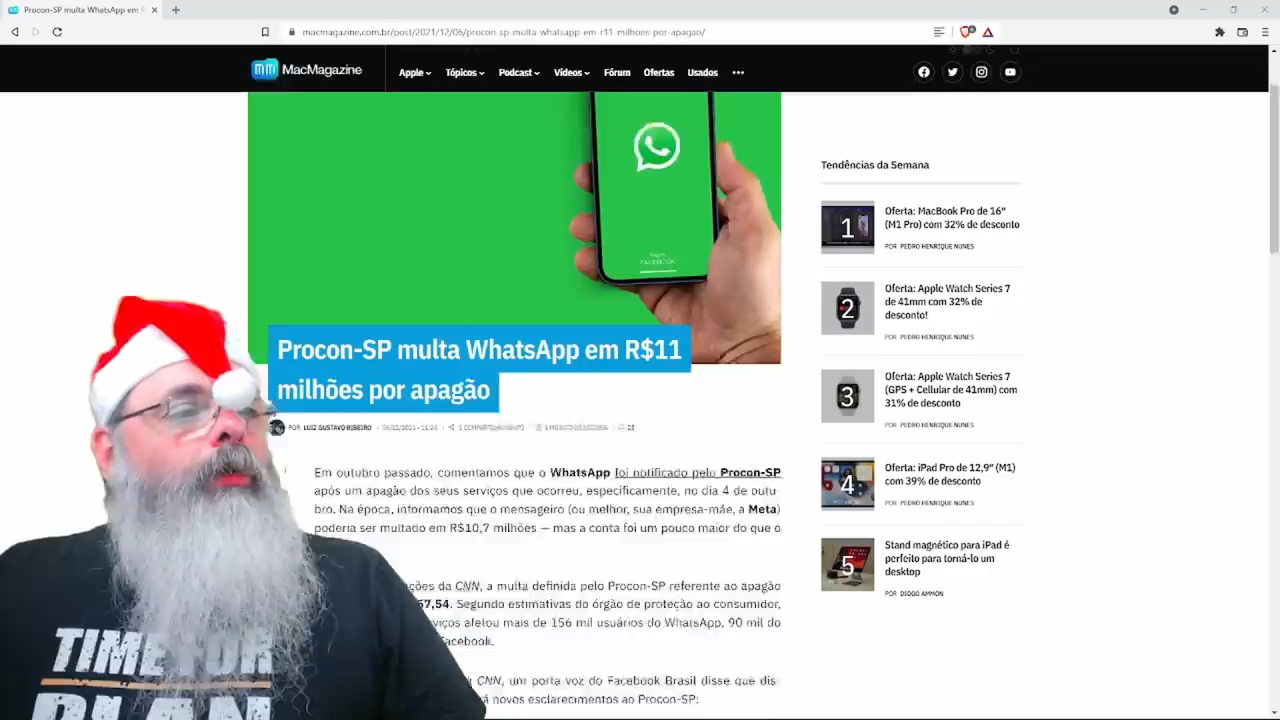 Procon-SP multa WhatsApp em
macmagazine.com.br/post/2021/12/06/procon-sp-multa-whatsapp-em-r11-milhoes-por-apagao/
MacMagazine
Apple Tópicos Podcast Vídeos Fórum Ofertas Usados
FACEBOOK
Procon-SP multa WhatsApp em R$11
milhões por apagão
POR LUIZ GUSTAVO RIBEIRO
Em outubro passado, comentamos que o WhatsApp foi notificado pelo Procon-SP
após um apagão dos seus serviços que ocorreu, especificamente, no dia 4 de outu-
bro. Na época, informamos que o mensageiro (ou melhor, sua empresa-mãe, a Meta)
poderia ser multado em R$10,7 milhões — mas a conta foi um pouco maior do que o
ções da CNN, a multa definida pelo Procon-SP referente ao apagão
57,54. Segundo estimativas do órgão de proteção ao consumidor,
viços afetou mais de 156 mil usuários do WhatsApp, 90 mil do
Facebook.
CNN, um porta voz do Facebook Brasil disse que dis-
á novos esclarecimentos ao Procon-SP:
Tendências da Semana
1
Oferta: MacBook Pro de 16"
(M1 Pro) com 32% de desconto
POR PEDRO HENRIQUE NUNES
2
Oferta: Apple Watch Series 7
de 41mm com 32% de
desconto!
POR PEDRO HENRIQUE NUNES
3
Oferta: Apple Watch Series 7
(GPS + Cellular de 41mm) com
31% de desconto
POR PEDRO HENRIQUE NUNES
4
Oferta: iPad Pro de 12,9" (M1)
com 39% de desconto
POR PEDRO HENRIQUE NUNES
5
Stand magnético para iPad é
perfeito para torná-lo um
desktop
POR DIOGO AMMON
TIME FOR
PLAN